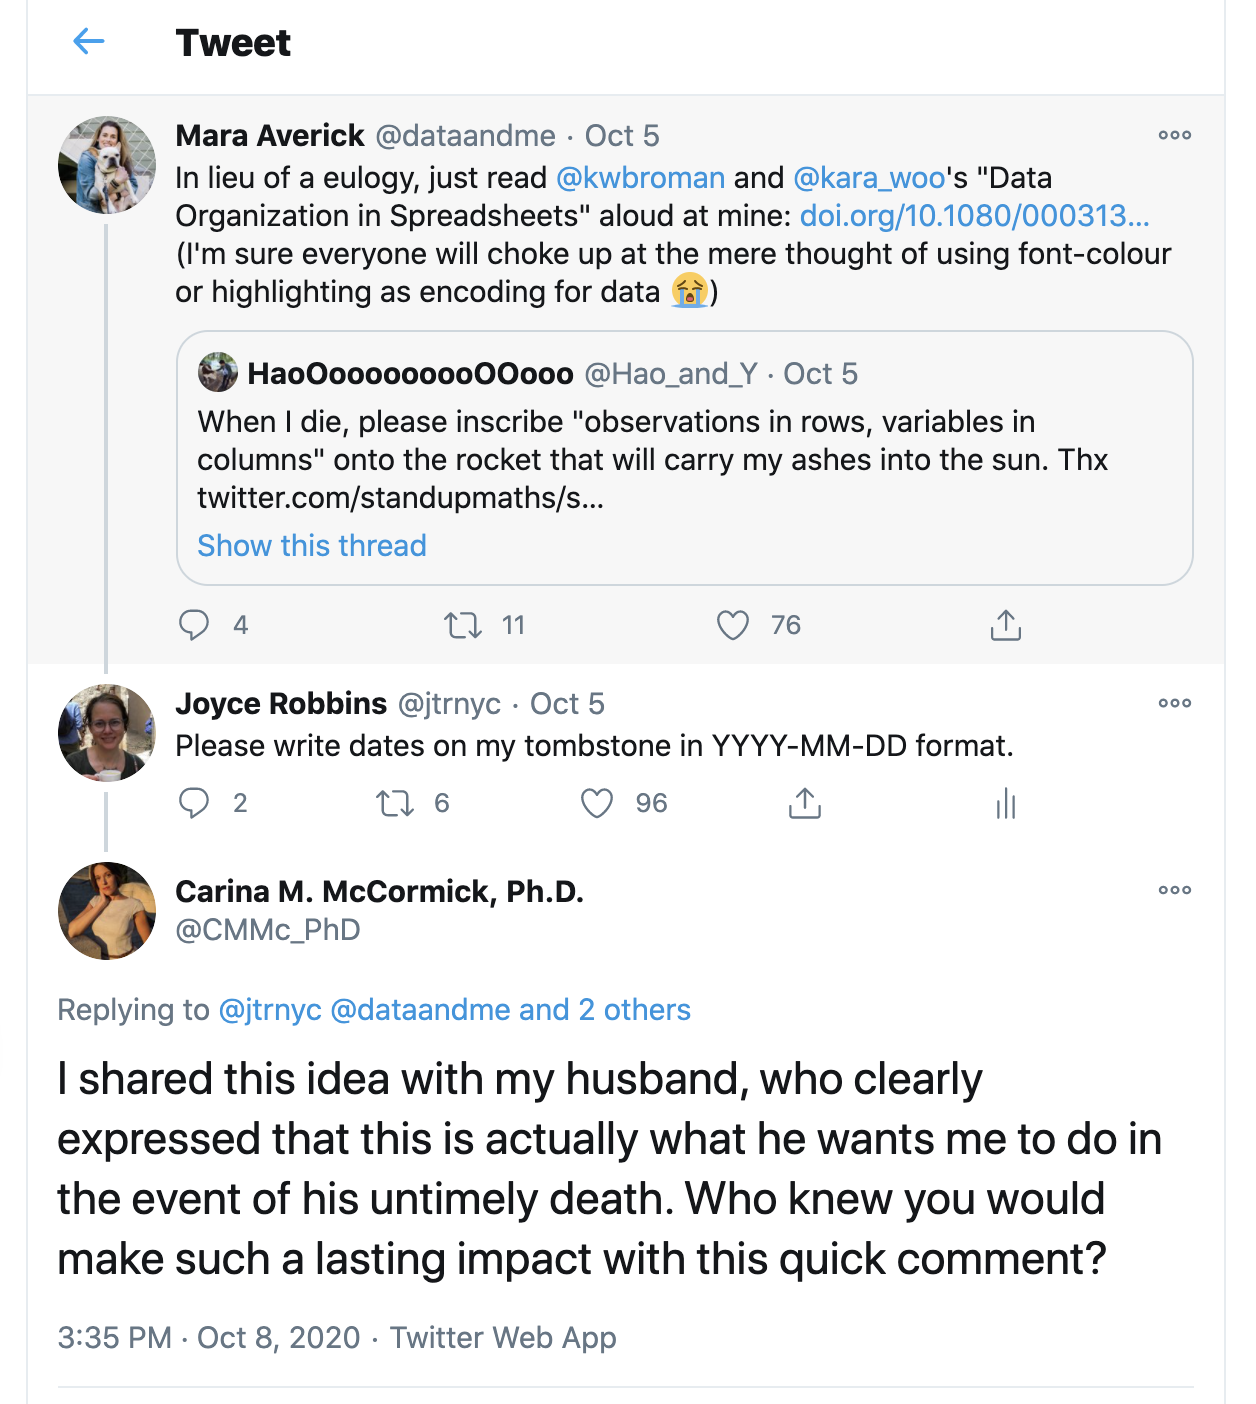 Tweet
Mara Averick @dataandme · Oct 5
In lieu of a eulogy, just read @kwbroman and @kara_woo's "Data
Organization in Spreadsheets" aloud at mine: doi.org/10.1080/000313...
(I'm sure everyone will choke up at the mere thought of using font-colour
or highlighting as encoding for data 😭)
HaoOooooooooOOooo @Hao_and_Y · Oct 5
When I die, please inscribe "observations in rows, variables in
columns" onto the rocket that will carry my ashes into the sun. Thx
twitter.com/standupmaths/s...
Show this thread
4 11 76
Joyce Robbins @jtrnyc · Oct 5
Please write dates on my tombstone in YYYY-MM-DD format.
2 6 96
Carina M. McCormick, Ph.D.
@CMMc_PhD
Replying to @jtrnyc @dataandme and 2 others
I shared this idea with my husband, who clearly
expressed that this is actually what he wants me to do in
the event of his untimely death. Who knew you would
make such a lasting impact with this quick comment?
3:35 PM · Oct 8, 2020 · Twitter Web App